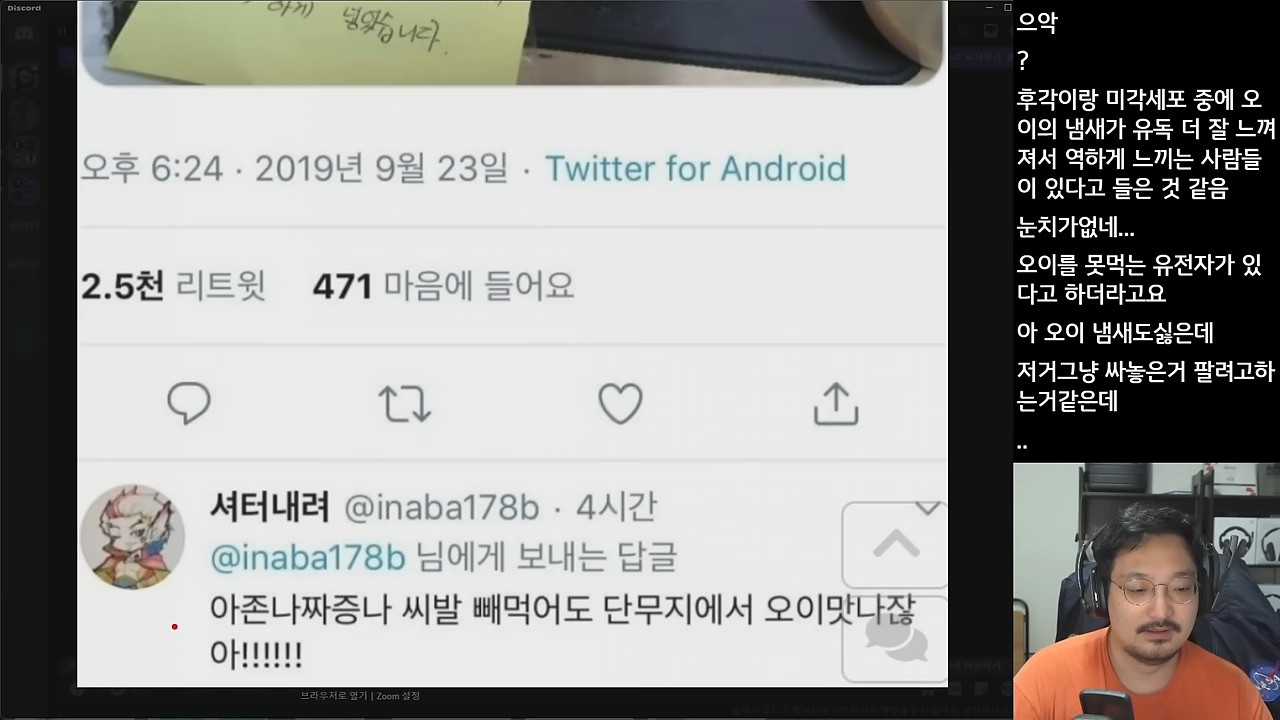 Discord
하게 넣었습니다.
오후 6:24 · 2019년 9월 23일 · Twitter for Android
2.5천 리트윗 471 마음에 들어요
셔터내려 @inaba178b · 4시간
@inaba178b 님에게 보내는 답글
아존나짜증나 씨발 빼먹어도 단무지에서 오이맛나잖
아!!!!!!
브라우저로 열기 | Zoom 설정
으악
?
후각이랑 미각세포 중에 오
이의 냄새가 유독 더 잘 느껴
져서 역하게 느끼는 사람들
이 있다고 들은 것 같음
눈치가없네...
오이를 못먹는 유전자가 있
다고 하더라고요
아 오이 냄새도싫은데
저거그냥 싸놓은거 팔려고하
는거같은데
..